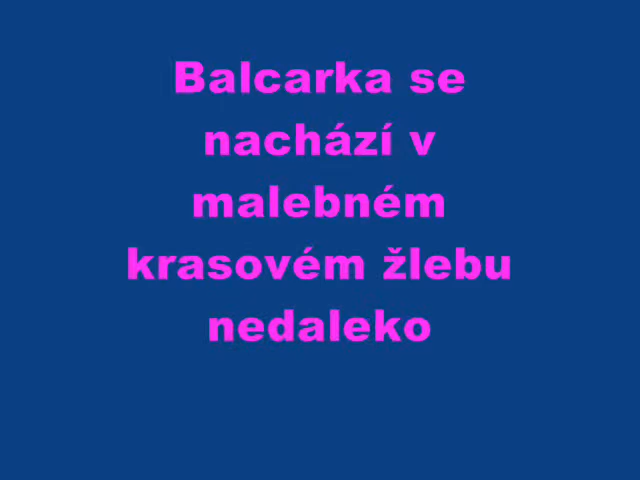 Balcarka se
nachází v
malebném
krasovém žlebu
nedaleko